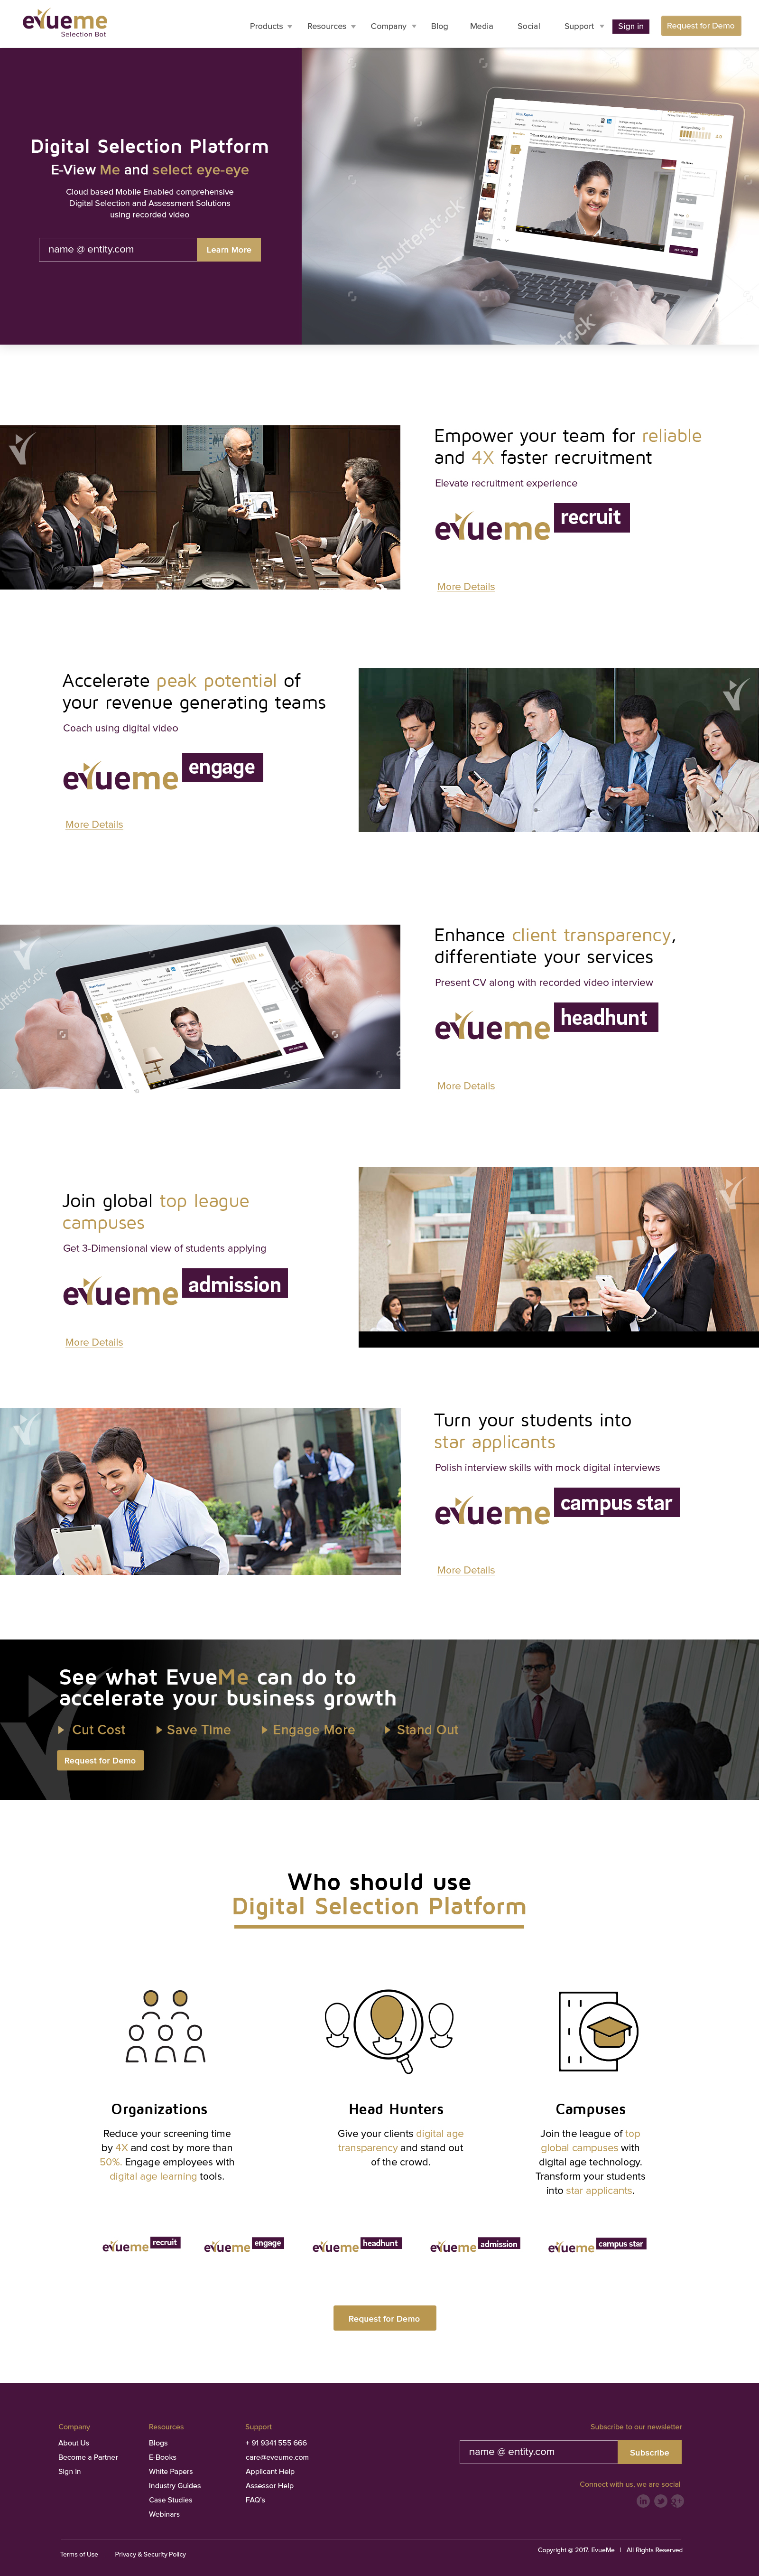 evueme
Selection Bot
Products Resources Company Blog Media Social Support Sign in Request for Demo
Digital Selection Platform
E-View Me and select eye-eye
Cloud based Mobile Enabled comprehensive
Digital Selection and Assessment Solutions
using recorded video
name @ entity.com Learn More
shutterstock
Empower your team for reliable
and 4X faster recruitment
Elevate recruitment experience
evueme recruit
More Details
Accelerate peak potential of
your revenue generating teams
Coach using digital video
evueme engage
More Details
Enhance client transparency,
differentiate your services
Present CV along with recorded video interview
evueme headhunt
More Details
Join global top league
campuses
Get 3-Dimensional view of students applying
evueme admission
More Details
Turn your students into
star applicants
Polish interview skills with mock digital interviews
evueme campus star
More Details
See what EvueMe can do to
accelerate your business growth
Cut Cost Save Time Engage More Stand Out
Request for Demo
Who should use
Digital Selection Platform
Organizations
Reduce your screening time
by 4X and cost by more than
50%. Engage employees with
digital age learning tools.
Head Hunters
Give your clients digital age
transparency and stand out
of the crowd.
Campuses
Join the league of top
global campuses with
digital age technology.
Transform your students
into star applicants.
evueme recruit evueme engage evueme headhunt evueme admission evueme campus star
Request for Demo
Company
About Us
Become a Partner
Sign in
Resources
Blogs
E-Books
White Papers
Industry Guides
Case Studies
Webinars
Support
+ 91 9341 555 666
care@eveume.com
Applicant Help
Assessor Help
FAQ's
Subscribe to our newsletter
name @ entity.com Subscribe
Connect with us, we are social
Terms of Use | Privacy & Security Policy
Copyright @ 2017. EvueMe | All Rights Reserved